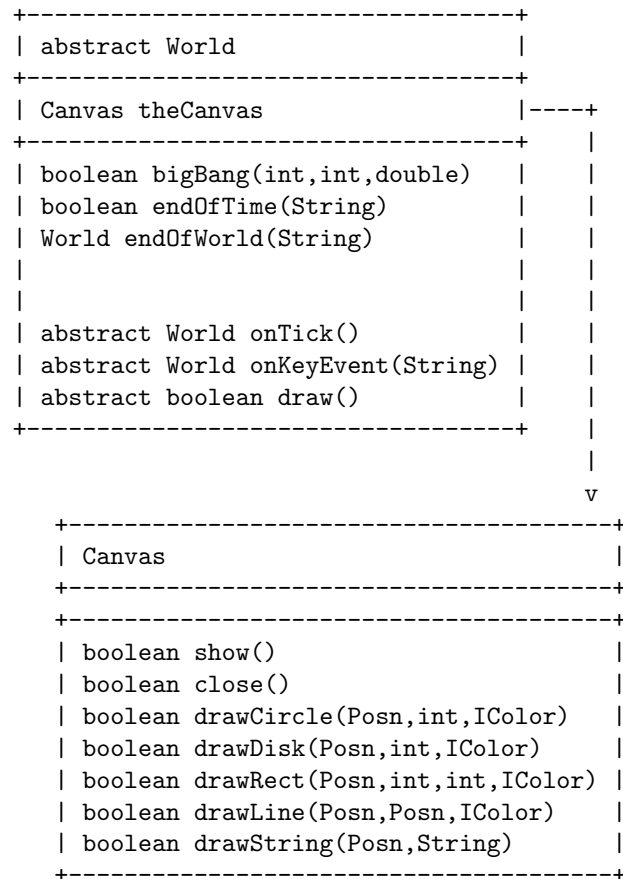 +-----------------------------------+
| abstract World                    |
+-----------------------------------+
| Canvas theCanvas                  |----+
+-----------------------------------+    |
| boolean bigBang(int,int,double)   |    |
| boolean endOfTime(String)         |    |
| World endOfWorld(String)          |    |
|                                   |    |
|                                   |    |
| abstract World onTick()           |    |
| abstract World onKeyEvent(String) |    |
| abstract boolean draw()           |    |
+-----------------------------------+    |
                                         |
                                         v
   +---------------------------------------+
   | Canvas                                |
   +---------------------------------------+
   +---------------------------------------+
   | boolean show()                        |
   | boolean close()                       |
   | boolean drawCircle(Posn,int,IColor)   |
   | boolean drawDisk(Posn,int,IColor)     |
   | boolean drawRect(Posn,int,int,IColor) |
   | boolean drawLine(Posn,Posn,IColor)    |
   | boolean drawString(Posn,String)       |
   +---------------------------------------+